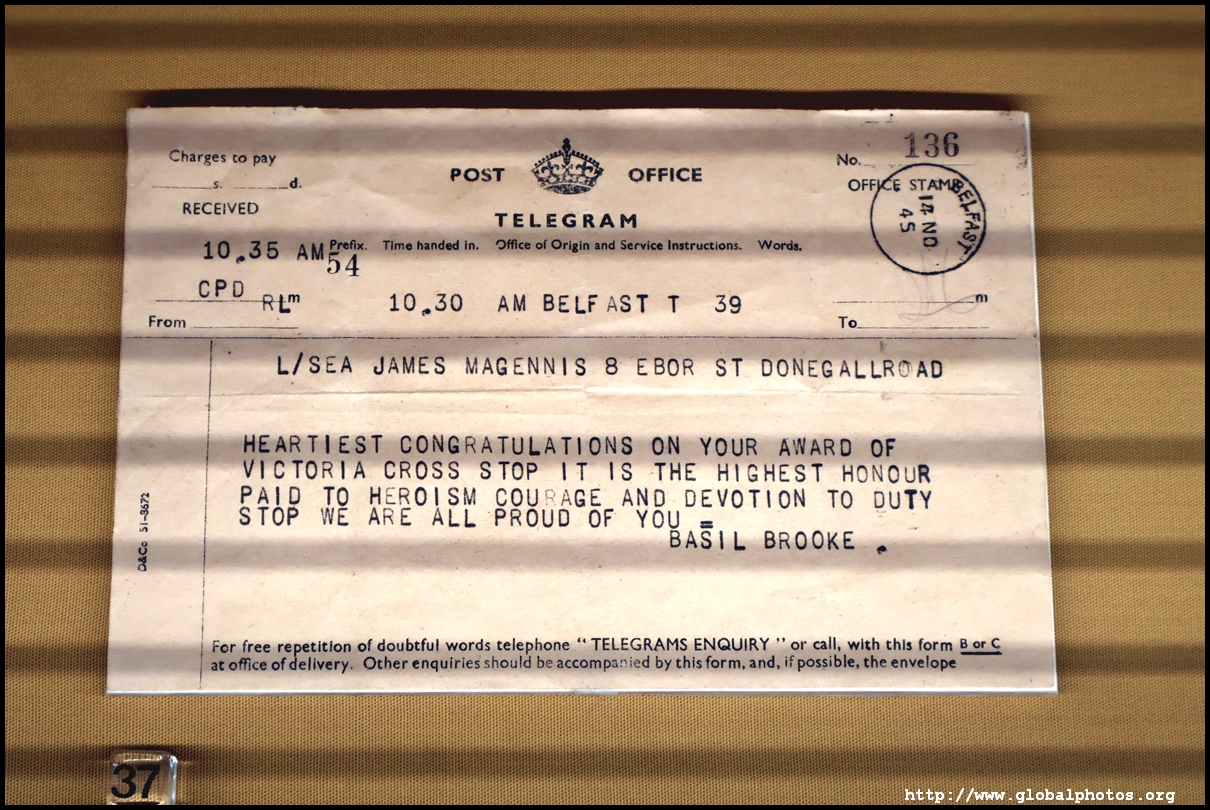 Charges to pay
s. d.
RECEIVED
POST OFFICE
TELEGRAM
No. 136
OFFICE STAMP
BELFAST
14 NO
45
Prefix. Time handed in. Office of Origin and Service Instructions. Words.
10.35 AM
54
CPD RLm 10.30 AM BELFAST T 39
m
From
To
L/SEA JAMES MAGENNIS 8 EBOR ST DONEGALLROAD
HEARTIEST CONGRATULATIONS ON YOUR AWARD OF
VICTORIA CROSS STOP IT IS THE HIGHEST HONOUR
PAID TO HEROISM COURAGE AND DEVOTION TO DUTY
STOP WE ARE ALL PROUD OF YOU =
BASIL BROOKE .
D&Co 51-3672
For free repetition of doubtful words telephone "TELEGRAMS ENQUIRY" or call, with this form B or C
at office of delivery. Other enquiries should be accompanied by this form, and, if possible, the envelope
37
http://www.globalphotos.org